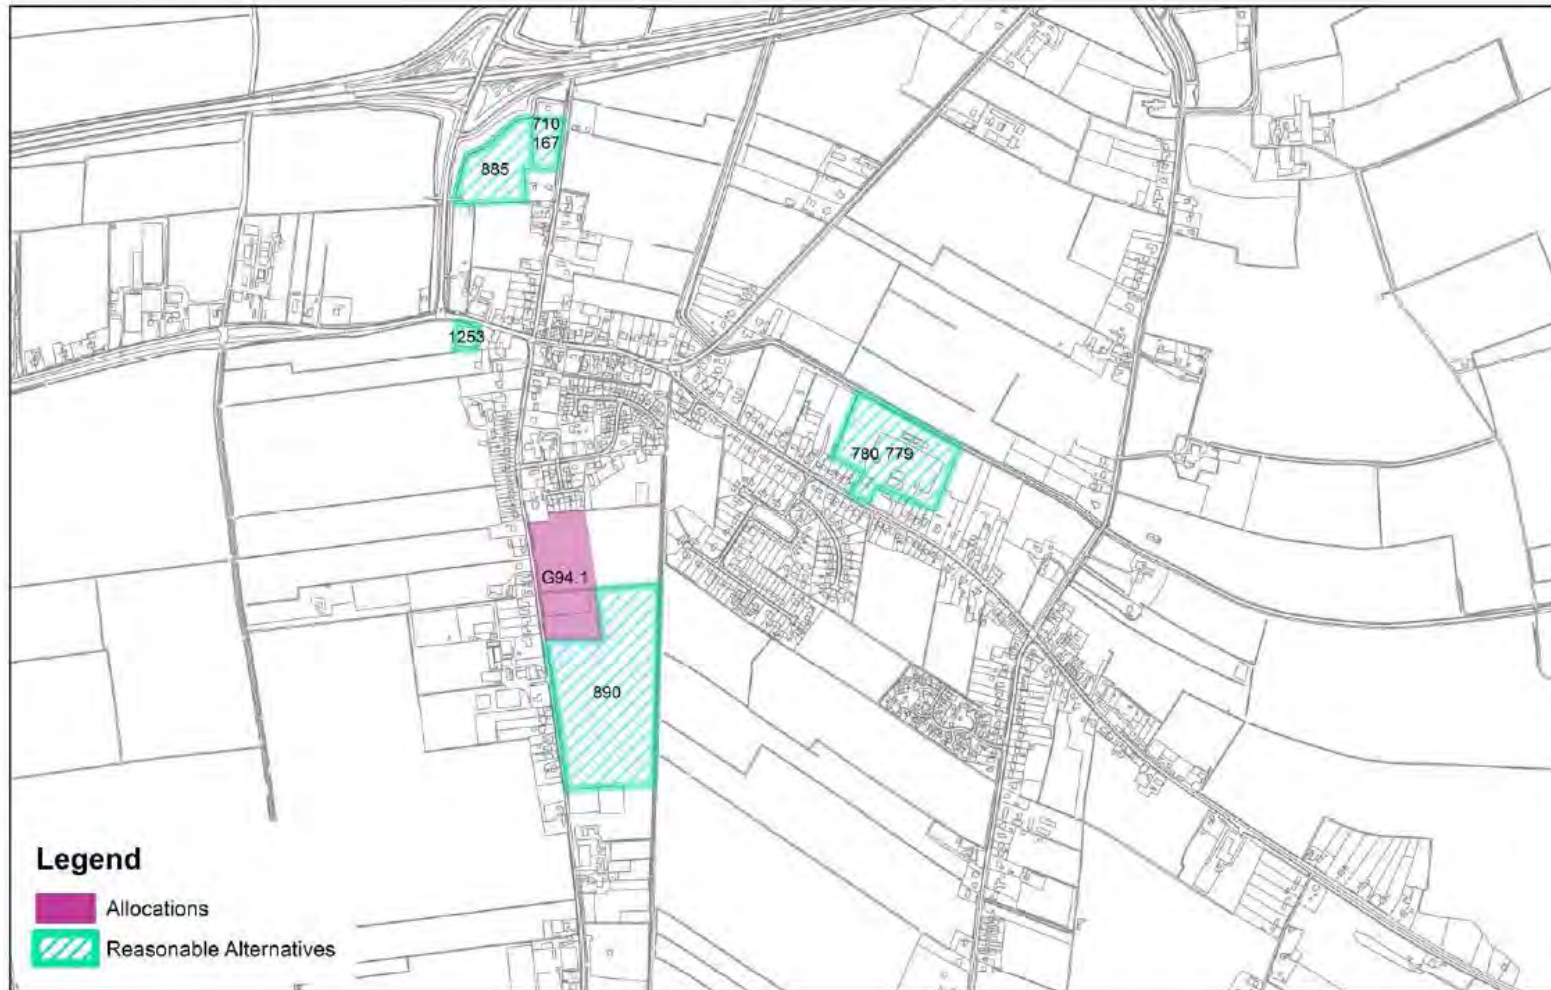 710
167
885
1253
780 779
G94.1
890
Legend
Allocations
Reasonable Alternatives